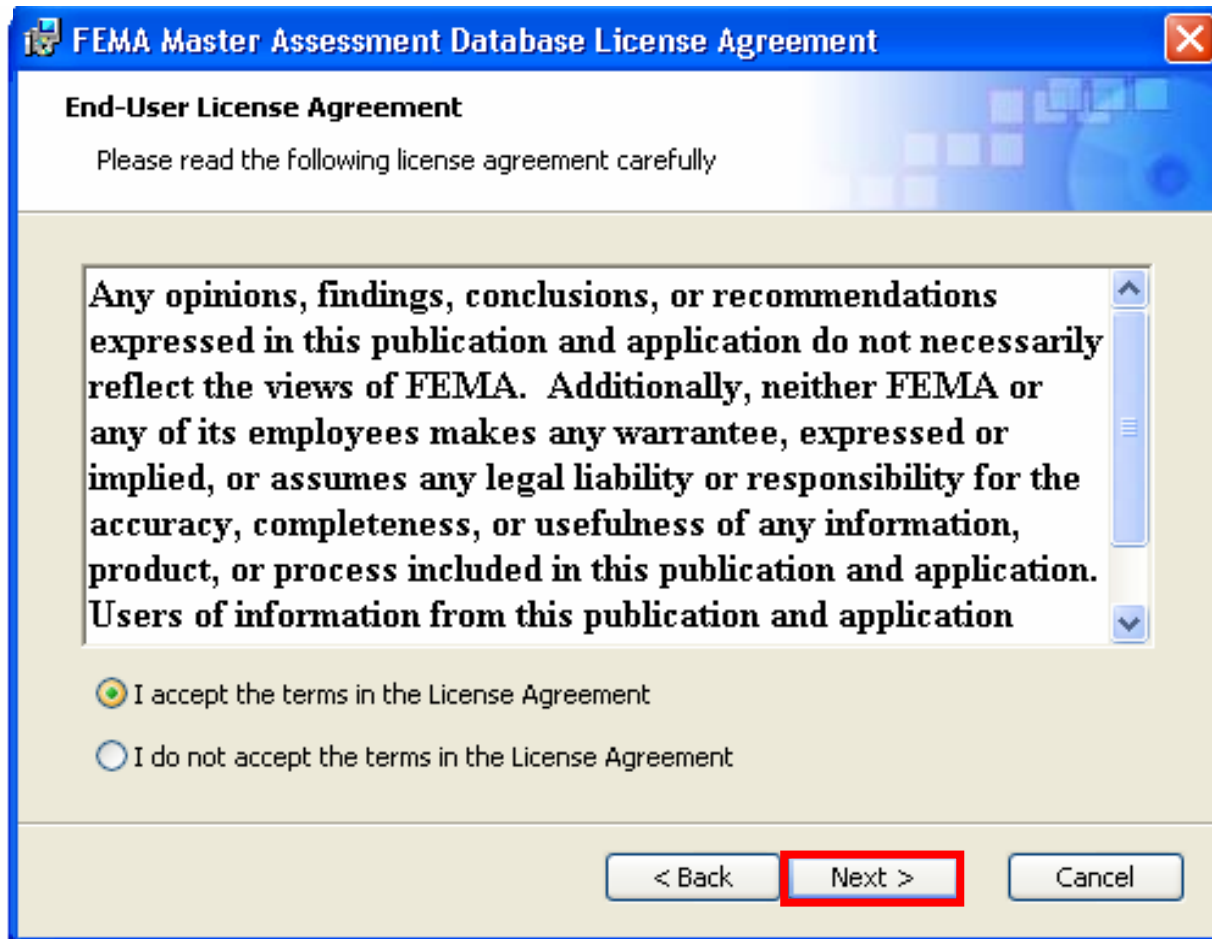 FEMA Master Assessment Database License Agreement
End-User License Agreement
Please read the following license agreement carefully
Any opinions, findings, conclusions, or recommendations
expressed in this publication and application do not necessarily
reflect the views of FEMA.  Additionally, neither FEMA or
any of its employees makes any warrantee, expressed or
implied, or assumes any legal liability or responsibility for the
accuracy, completeness, or usefulness of any information,
product, or process included in this publication and application.
Users of information from this publication and application
I accept the terms in the License Agreement
I do not accept the terms in the License Agreement
< Back Next > Cancel